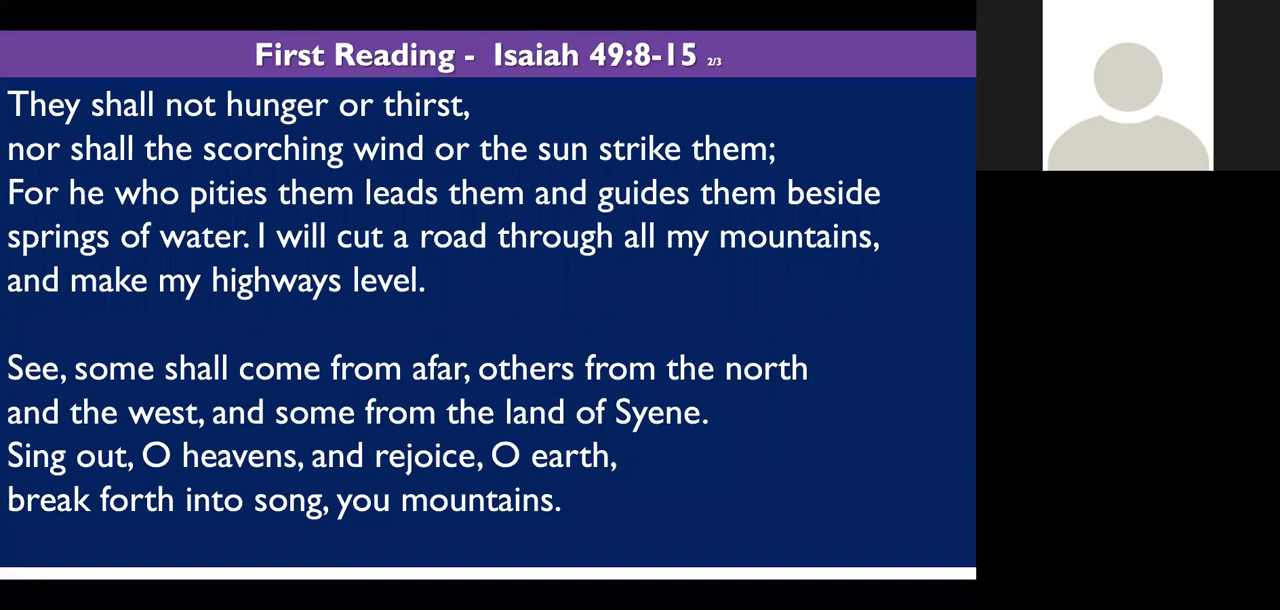 First Reading - Isaiah 49:8-15 2/3
They shall not hunger or thirst,
nor shall the scorching wind or the sun strike them;
For he who pities them leads them and guides them beside
springs of water. I will cut a road through all my mountains,
and make my highways level.
See, some shall come from afar, others from the north
and the west, and some from the land of Syene.
Sing out, O heavens, and rejoice, O earth,
break forth into song, you mountains.